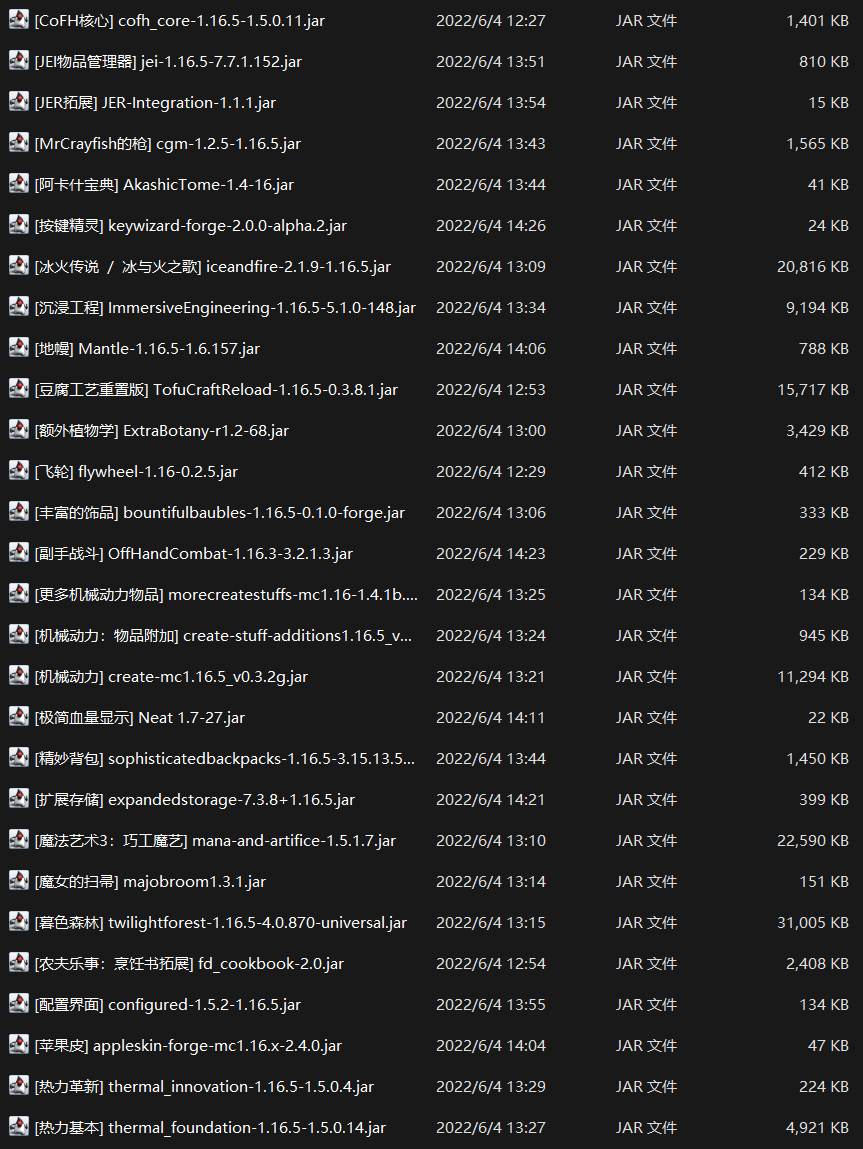 [CoFH核心] cofh_core-1.16.5-1.5.0.11.jar 2022/6/4 12:27 JAR 文件 1,401 KB
[JEI物品管理器] jei-1.16.5-7.7.1.152.jar 2022/6/4 13:51 JAR 文件 810 KB
[JER拓展] JER-Integration-1.1.1.jar 2022/6/4 13:54 JAR 文件 15 KB
[MrCrayfish的枪] cgm-1.2.5-1.16.5.jar 2022/6/4 13:43 JAR 文件 1,565 KB
[阿卡什宝典] AkashicTome-1.4-16.jar 2022/6/4 13:44 JAR 文件 41 KB
[按键精灵] keywizard-forge-2.0.0-alpha.2.jar 2022/6/4 14:26 JAR 文件 24 KB
[冰火传说 / 冰与火之歌] iceandfire-2.1.9-1.16.5.jar 2022/6/4 13:09 JAR 文件 20,816 KB
[沉浸工程] ImmersiveEngineering-1.16.5-5.1.0-148.jar 2022/6/4 13:34 JAR 文件 9,194 KB
[地幔] Mantle-1.16.5-1.6.157.jar 2022/6/4 14:06 JAR 文件 788 KB
[豆腐工艺重置版] TofuCraftReload-1.16.5-0.3.8.1.jar 2022/6/4 12:53 JAR 文件 15,717 KB
[额外植物学] ExtraBotany-r1.2-68.jar 2022/6/4 13:00 JAR 文件 3,429 KB
[飞轮] flywheel-1.16-0.2.5.jar 2022/6/4 12:29 JAR 文件 412 KB
[丰富的饰品] bountifulbaubles-1.16.5-0.1.0-forge.jar 2022/6/4 13:06 JAR 文件 333 KB
[副手战斗] OffHandCombat-1.16.3-3.2.1.3.jar 2022/6/4 14:23 JAR 文件 229 KB
[更多机械动力物品] morecreatestuffs-mc1.16-1.4.1b.... 2022/6/4 13:25 JAR 文件 134 KB
[机械动力：物品附加] create-stuff-additions1.16.5_v... 2022/6/4 13:24 JAR 文件 945 KB
[机械动力] create-mc1.16.5_v0.3.2g.jar 2022/6/4 13:21 JAR 文件 11,294 KB
[极简血量显示] Neat 1.7-27.jar 2022/6/4 14:11 JAR 文件 22 KB
[精妙背包] sophisticatedbackpacks-1.16.5-3.15.13.5... 2022/6/4 13:44 JAR 文件 1,450 KB
[扩展存储] expandedstorage-7.3.8+1.16.5.jar 2022/6/4 14:21 JAR 文件 399 KB
[魔法艺术3：巧工魔艺] mana-and-artifice-1.5.1.7.jar 2022/6/4 13:10 JAR 文件 22,590 KB
[魔女的扫帚] majobroom1.3.1.jar 2022/6/4 13:14 JAR 文件 151 KB
[暮色森林] twilightforest-1.16.5-4.0.870-universal.jar 2022/6/4 13:15 JAR 文件 31,005 KB
[农夫乐事：烹饪书拓展] fd_cookbook-2.0.jar 2022/6/4 12:54 JAR 文件 2,408 KB
[配置界面] configured-1.5.2-1.16.5.jar 2022/6/4 13:55 JAR 文件 134 KB
[苹果皮] appleskin-forge-mc1.16.x-2.4.0.jar 2022/6/4 14:04 JAR 文件 47 KB
[热力革新] thermal_innovation-1.16.5-1.5.0.4.jar 2022/6/4 13:29 JAR 文件 224 KB
[热力基本] thermal_foundation-1.16.5-1.5.0.14.jar 2022/6/4 13:27 JAR 文件 4,921 KB